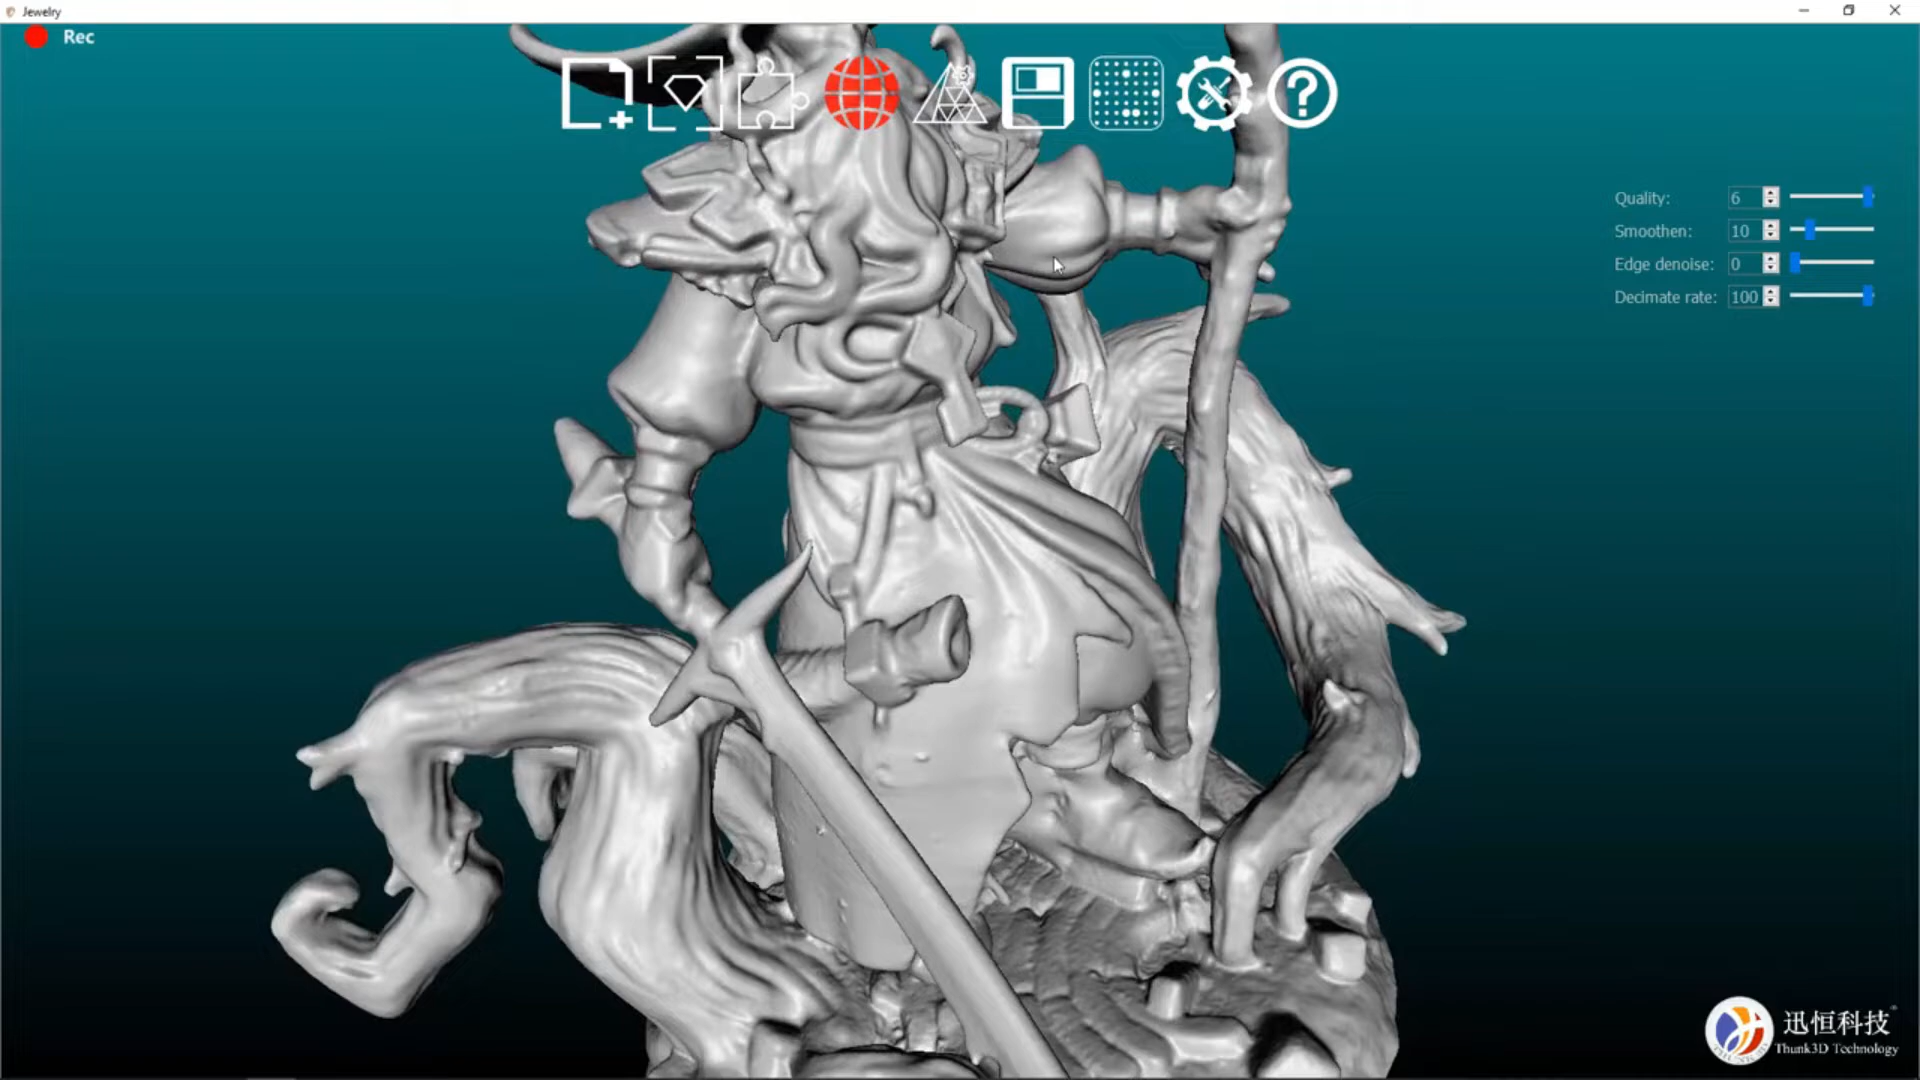 Jewelry
Rec
Quality: 6
Smoothen: 10
Edge denoise: 0
Decimate rate: 100
迅恒科技
Thunk3D Technology